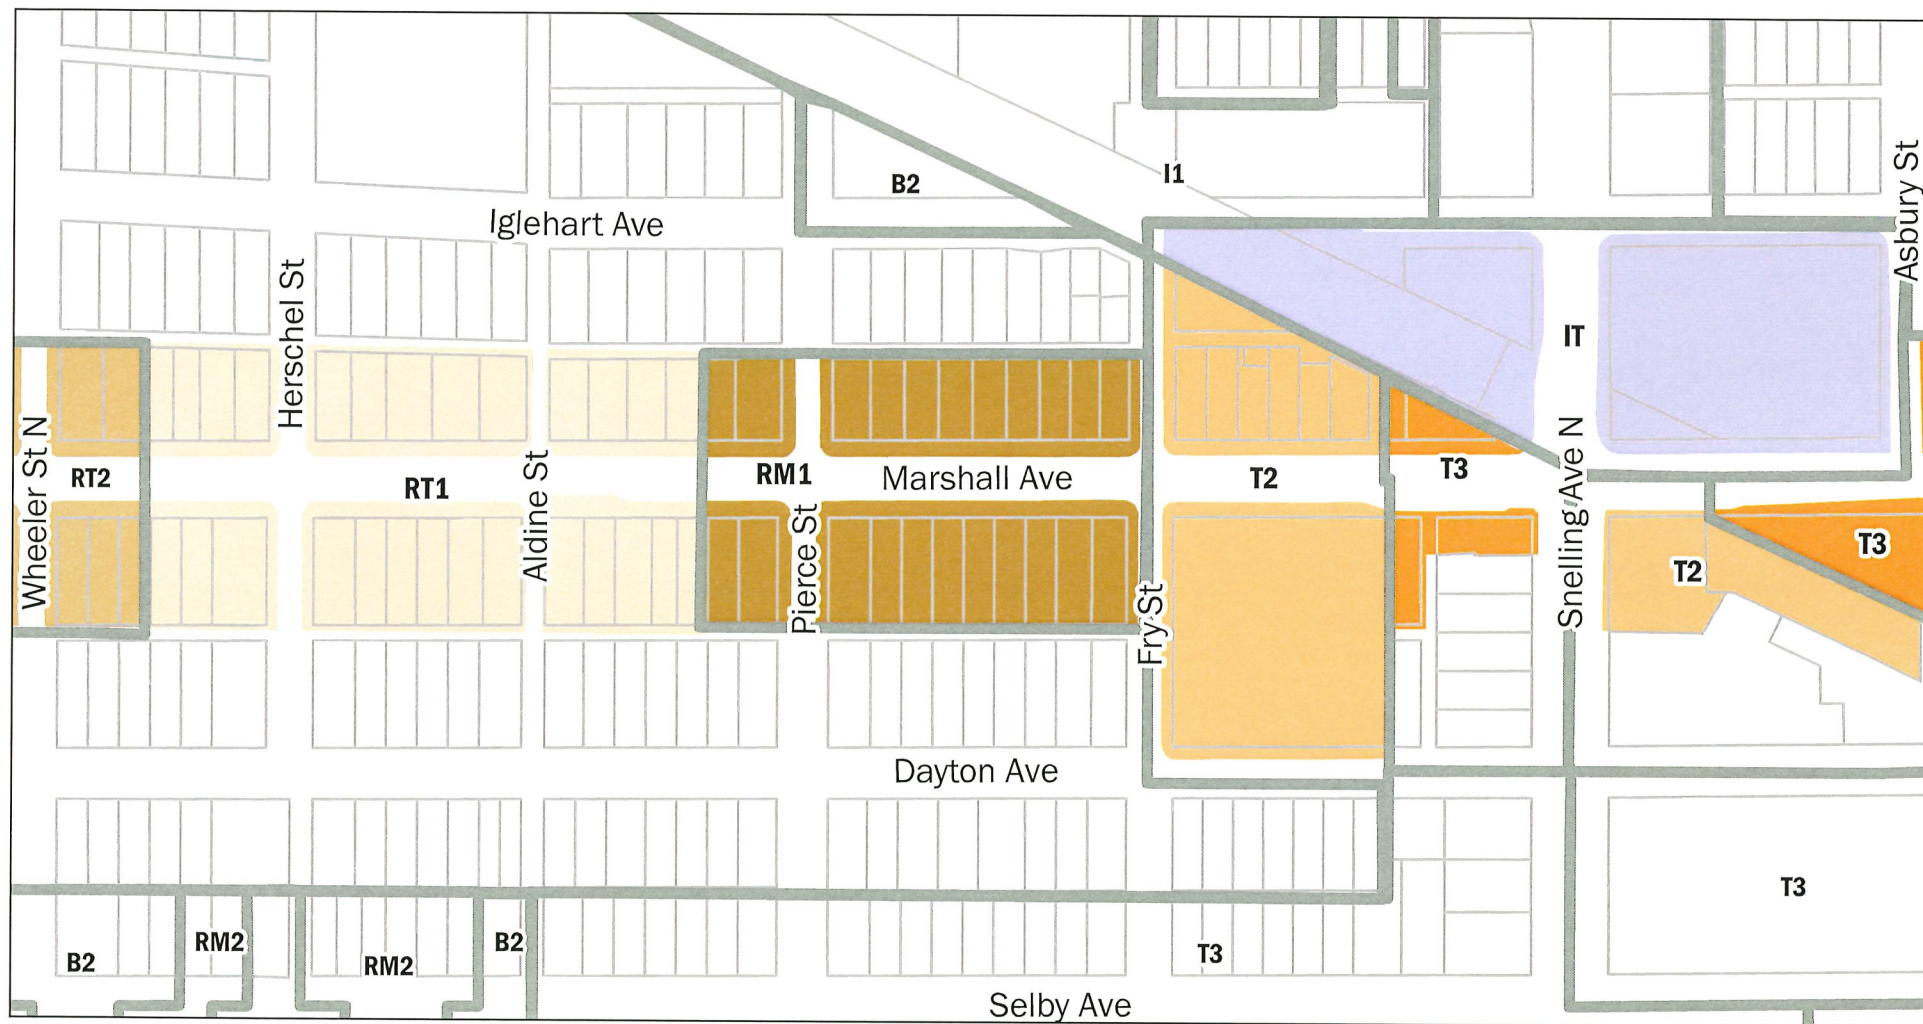 Asbury St
I1
B2
Iglehart Ave
Herschel St
IT
Wheeler St N
RT2
RT1
Aldine St
RM1
Pierce St
Marshall Ave
Fry St
T2
T3
Snelling Ave N
T2
T3
Dayton Ave
B2
RM2
RM2
B2
T3
T3
Selby Ave